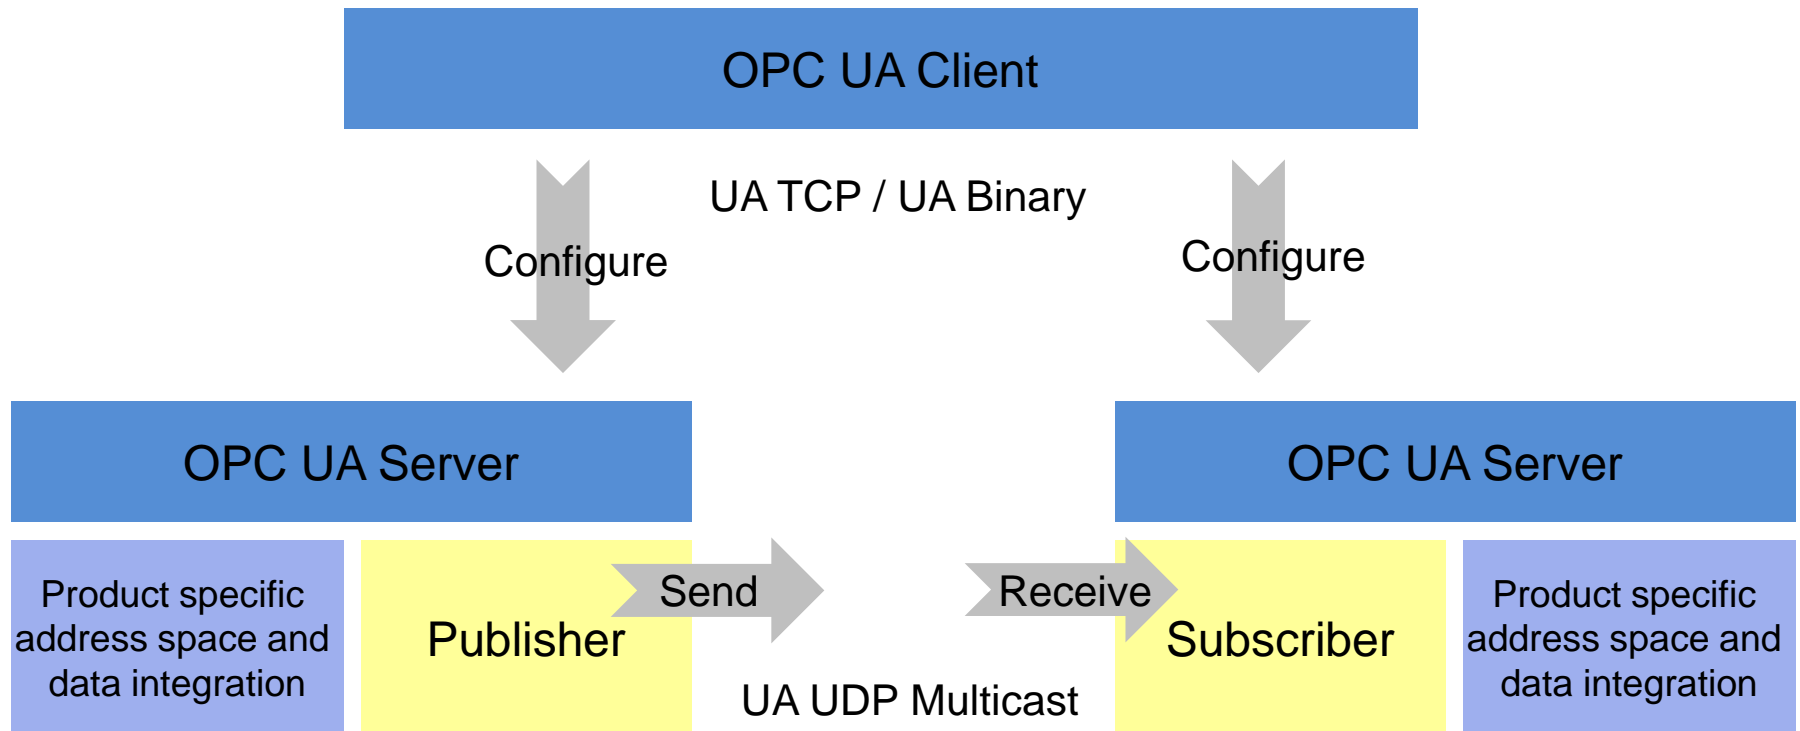 OPC UA Client
UA TCP / UA Binary
Configure
Configure
OPC UA Server
OPC UA Server
Product specific
address space and
data integration
Publisher
Send
Receive
Subscriber
Product specific
address space and
data integration
UA UDP Multicast